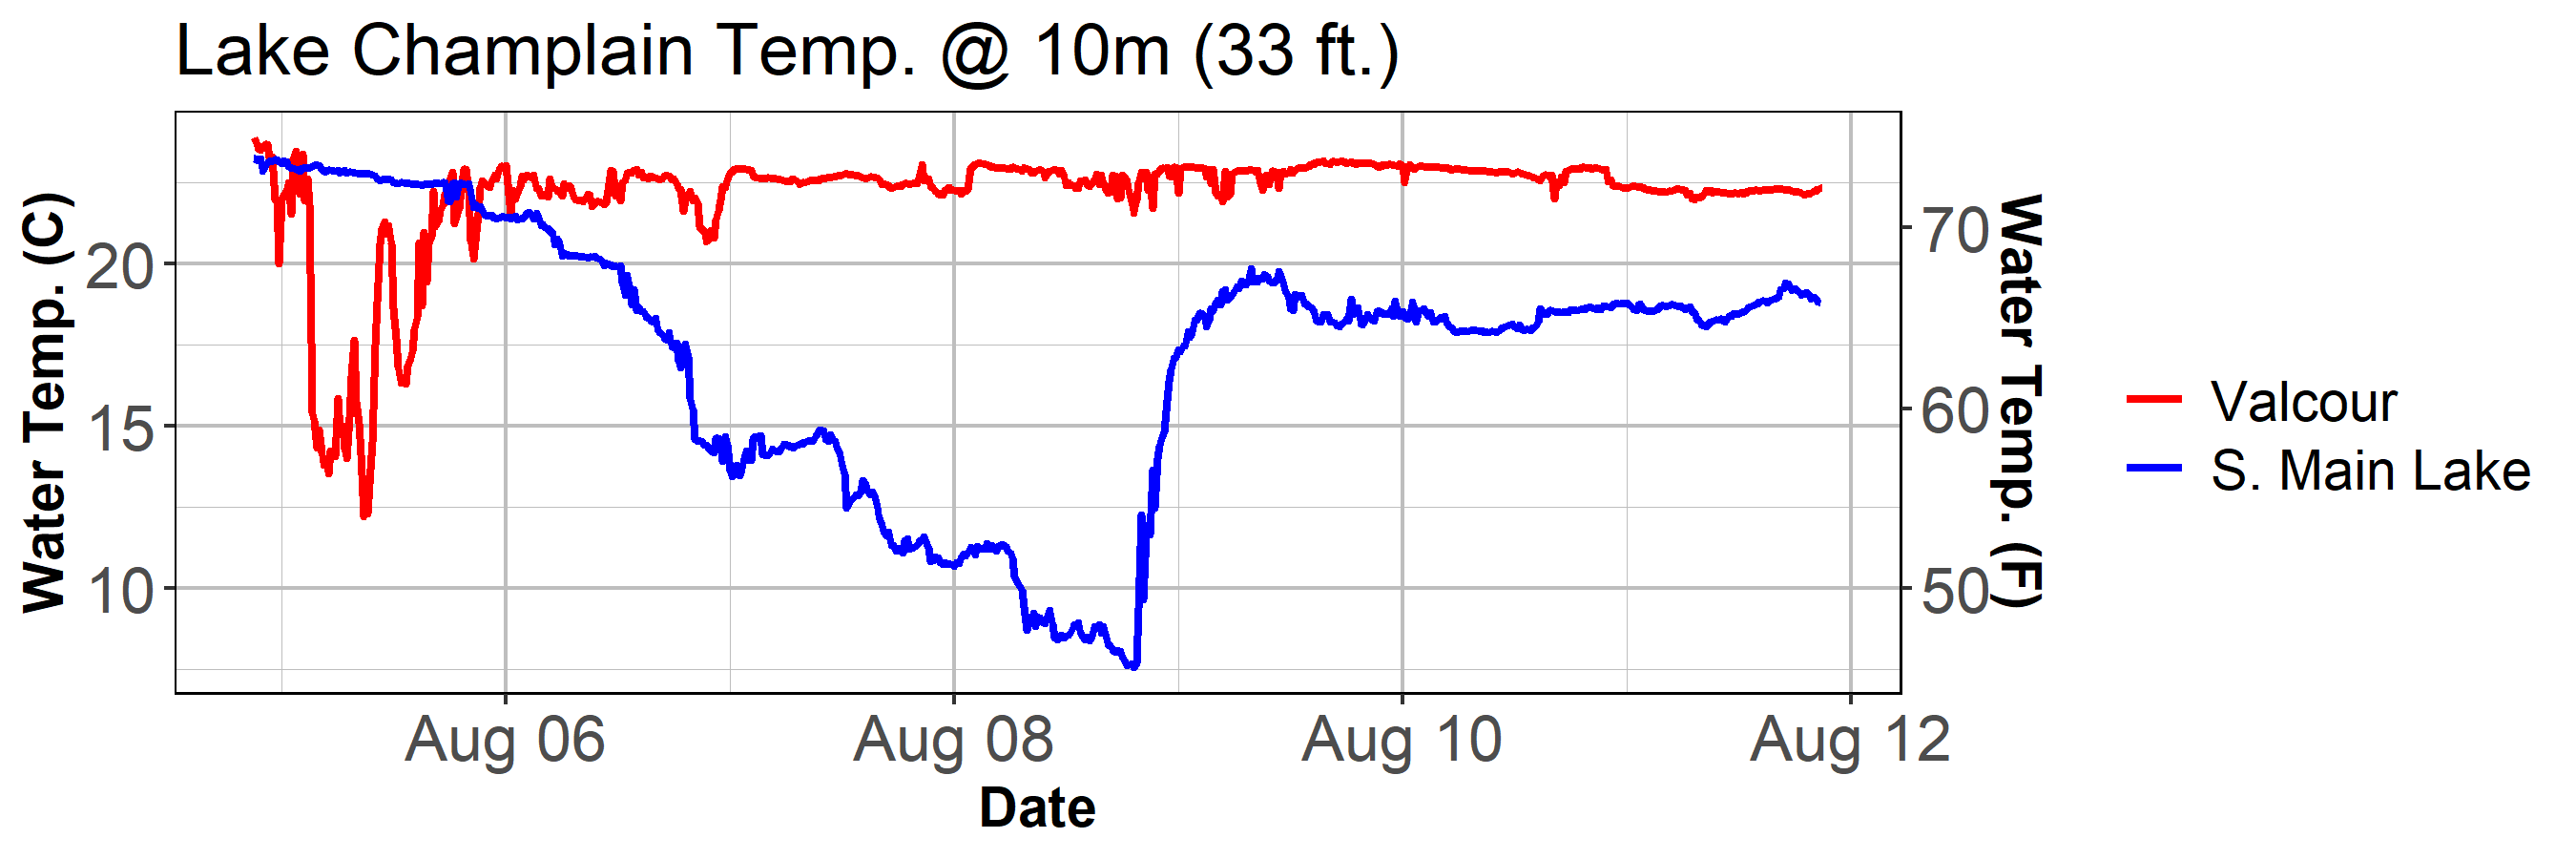 Lake Champlain Temp. @ 10m (33 ft.)
Water Temp. (C)
20
15
10
70
60
50
Water Temp. (F)
Aug 06
Aug 08
Aug 10
Aug 12
Date
Valcour
S. Main Lake